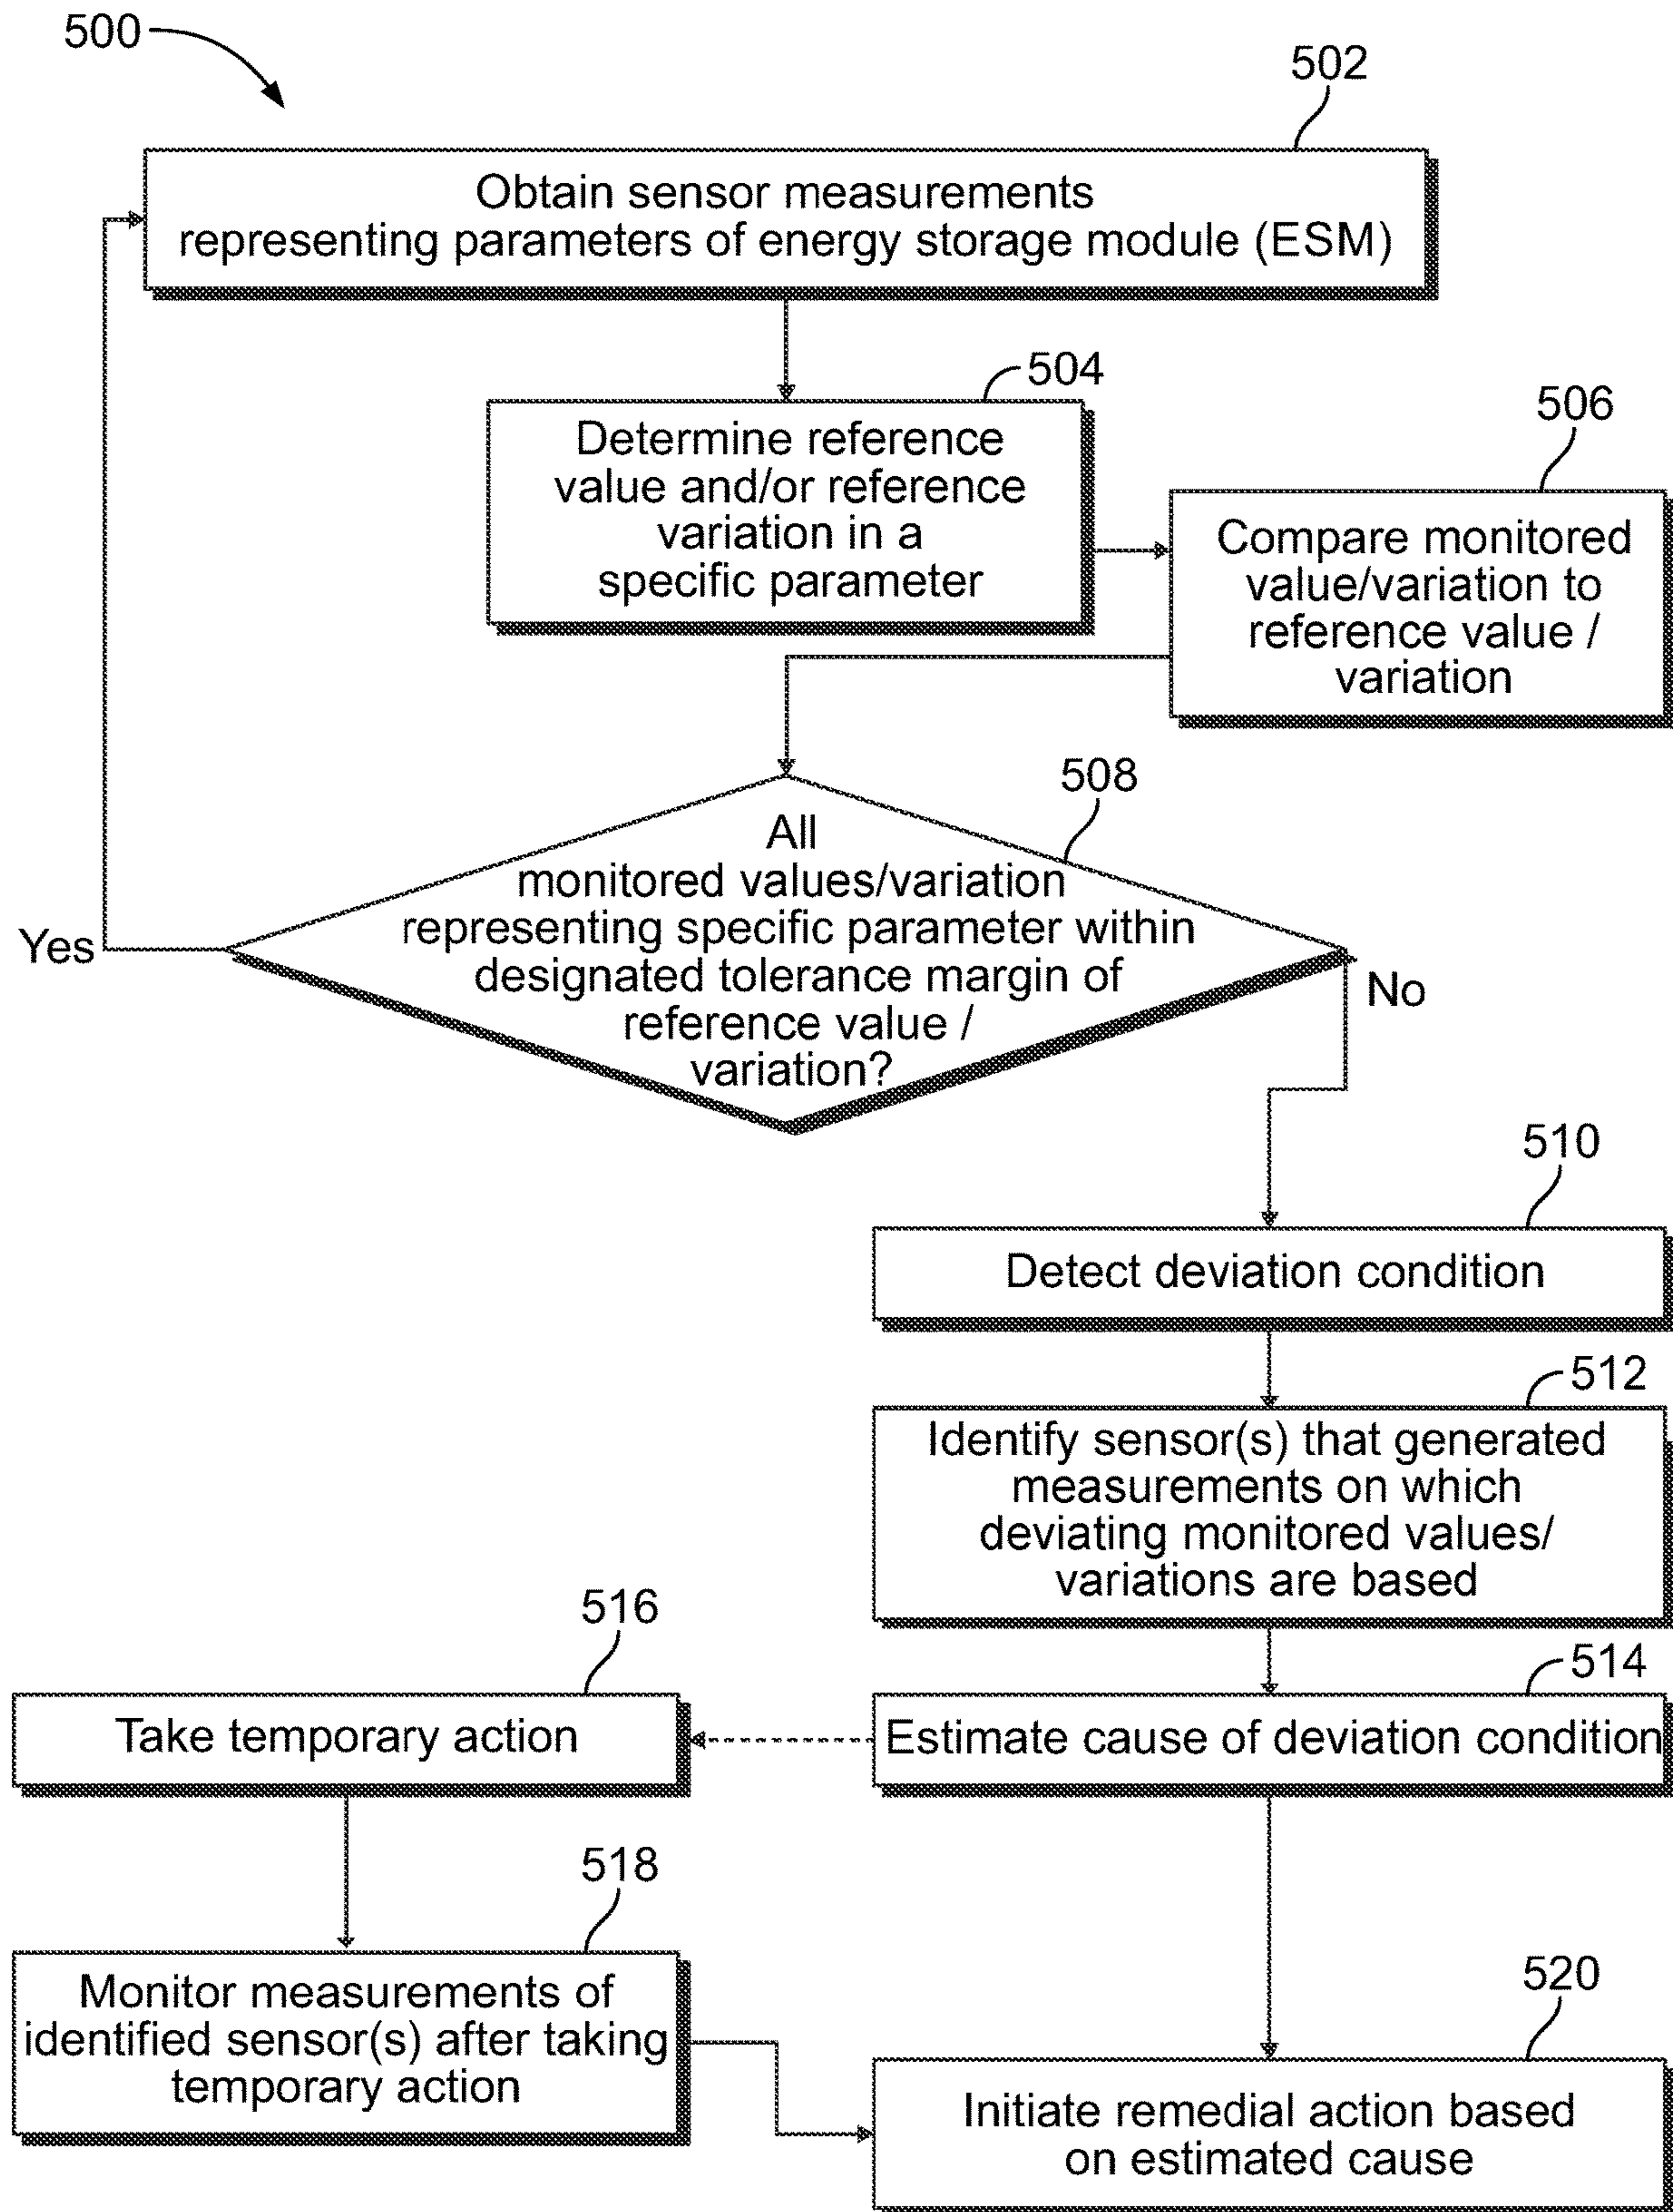 500
502
Obtain sensor measurements
representing parameters of energy storage module (ESM)
504
Determine reference
value and/or reference
variation in a
specific parameter
506
Compare monitored
value/variation to
reference value /
variation
508
All
monitored values/variation
representing specific parameter within
designated tolerance margin of
reference value /
variation?
Yes
No
510
Detect deviation condition
512
Identify sensor(s) that generated
measurements on which
deviating monitored values/
variations are based
514
Estimate cause of deviation condition
516
Take temporary action
518
Monitor measurements of
identified sensor(s) after taking
temporary action
520
Initiate remedial action based
on estimated cause